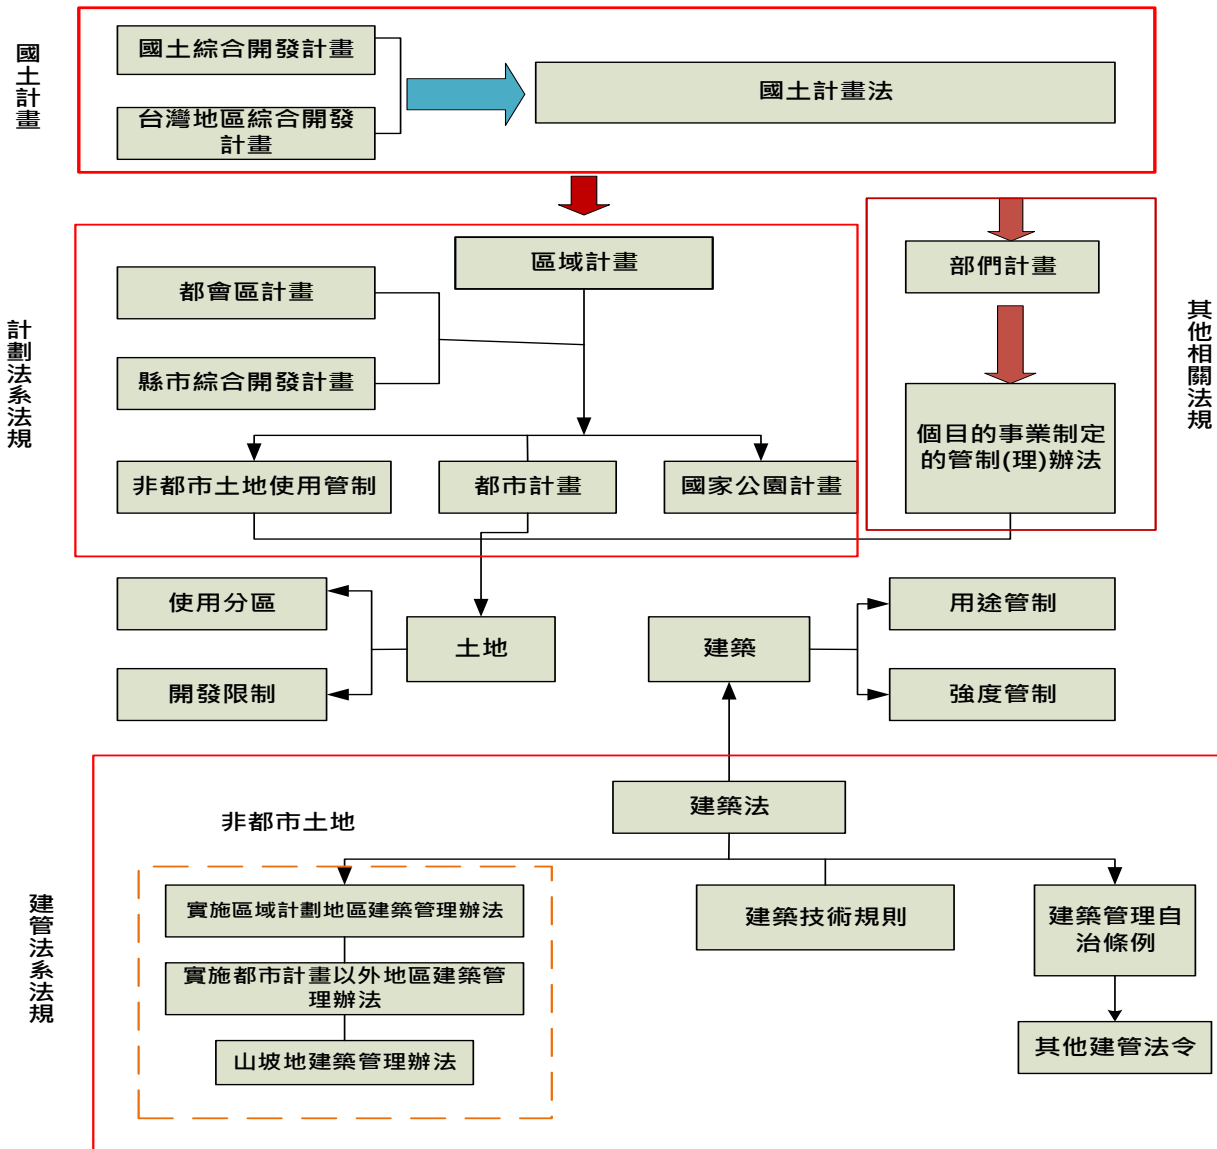 國土計畫
國土綜合開發計畫
台灣地區綜合開發
計畫
國土計畫法
計劃法系法規
區域計畫
都會區計畫
縣市綜合開發計畫
非都市土地使用管制
都市計畫
國家公園計畫
其他相關法規
部們計畫
個目的事業制定
的管制(理)辦法
使用分區
開發限制
土地
建築
用途管制
強度管制
建管法系法規
建築法
非都市土地
實施區域計劃地區建築管理辦法
實施都市計畫以外地區建築管
理辦法
山坡地建築管理辦法
建築技術規則
建築管理自
治條例
其他建管法令